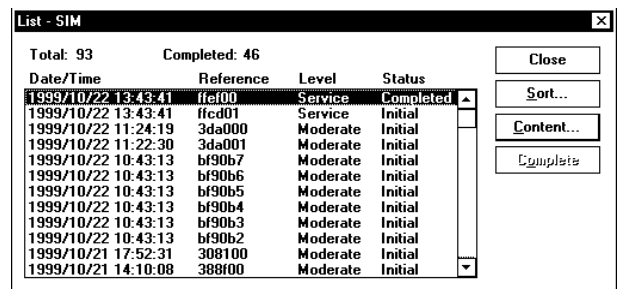 List - SIM
Total: 93 Completed: 46
Close
Date/Time Reference Level Status
Sort...
1999/10/22 13:43:41 ffef00 Service Completed
1999/10/22 13:43:41 ffcd01 Service Initial
Content...
1999/10/22 11:24:19 3da000 Moderate Initial
1999/10/22 11:22:30 3da001 Moderate Initial
Complete
1999/10/22 10:43:13 bf90b7 Moderate Initial
1999/10/22 10:43:13 bf90b6 Moderate Initial
1999/10/22 10:43:13 bf90b5 Moderate Initial
1999/10/22 10:43:13 bf90b4 Moderate Initial
1999/10/22 10:43:13 bf90b3 Moderate Initial
1999/10/22 10:43:13 bf90b2 Moderate Initial
1999/10/21 17:52:31 308100 Moderate Initial
1999/10/21 14:10:08 388f00 Moderate Initial